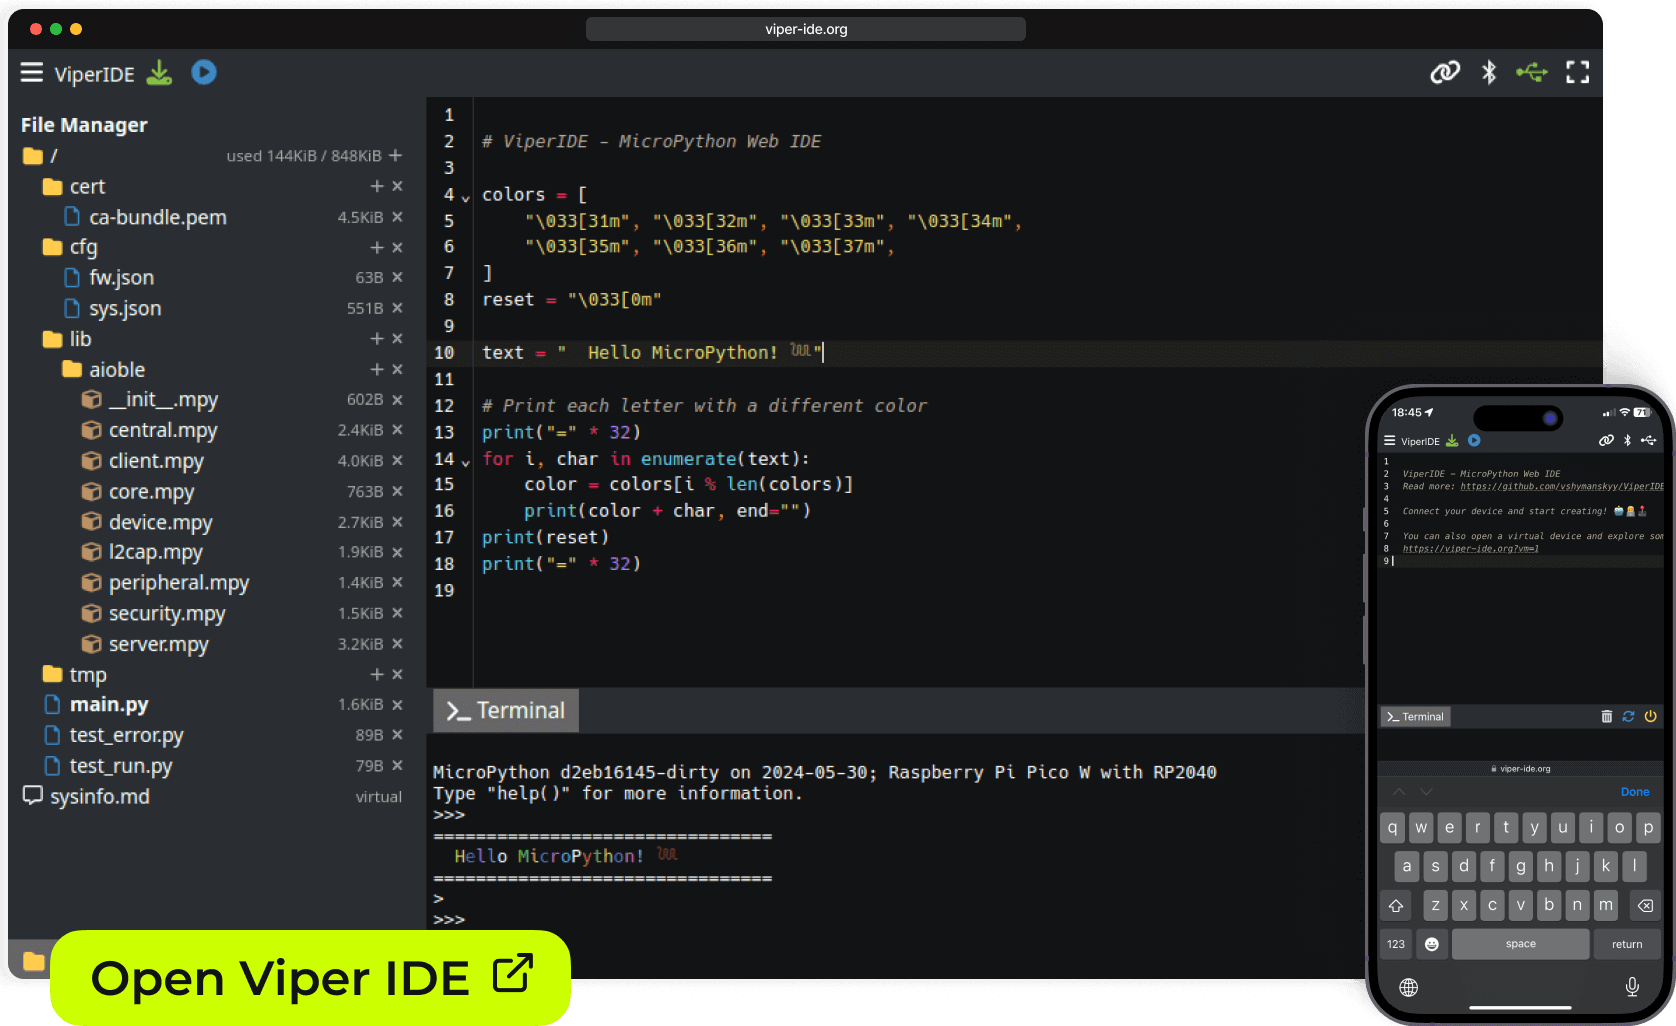 viper-ide.org
ViperIDE
File Manager
/ used 144KiB / 848KiB + 
cert + ×
ca-bundle.pem 4.5KiB ×
cfg + ×
fw.json 63B ×
sys.json 551B ×
lib + ×
aioble + ×
__init__.mpy 602B ×
central.mpy 2.4KiB ×
client.mpy 4.0KiB ×
core.mpy 763B ×
device.mpy 2.7KiB ×
l2cap.mpy 1.9KiB ×
peripheral.mpy 1.4KiB ×
security.mpy 1.5KiB ×
server.mpy 3.2KiB ×
tmp + ×
main.py 1.6KiB ×
test_error.py 89B ×
test_run.py 79B ×
sysinfo.md virtual
1
2 # ViperIDE - MicroPython Web IDE
3
4 colors = [
5 "\033[31m", "\033[32m", "\033[33m", "\033[34m",
6 "\033[35m", "\033[36m", "\033[37m",
7 ]
8 reset = "\033[0m"
9
10 text = "  Hello MicroPython! "
11
12 # Print each letter with a different color
13 print("=" * 32)
14 for i, char in enumerate(text):
15 color = colors[i % len(colors)]
16 print(color + char, end="")
17 print(reset)
18 print("=" * 32)
19
>_ Terminal
MicroPython d2eb16145-dirty on 2024-05-30; Raspberry Pi Pico W with RP2040
Type "help()" for more information.
>>>
================================
Hello MicroPython!
================================
>
>>>
Open Viper IDE
18:45 71
ViperIDE
1
2 ViperIDE - MicroPython Web IDE
3 Read more: https://github.com/vshymanskyy/ViperIDE
4
5 Connect your device and start creating!
6
7 You can also open a virtual device and explore som
8 https://viper-ide.org?vm=1
9
>_ Terminal
viper-ide.org
Done
q w e r t y u i o p
a s d f g h j k l
z x c v b n m
123 space return